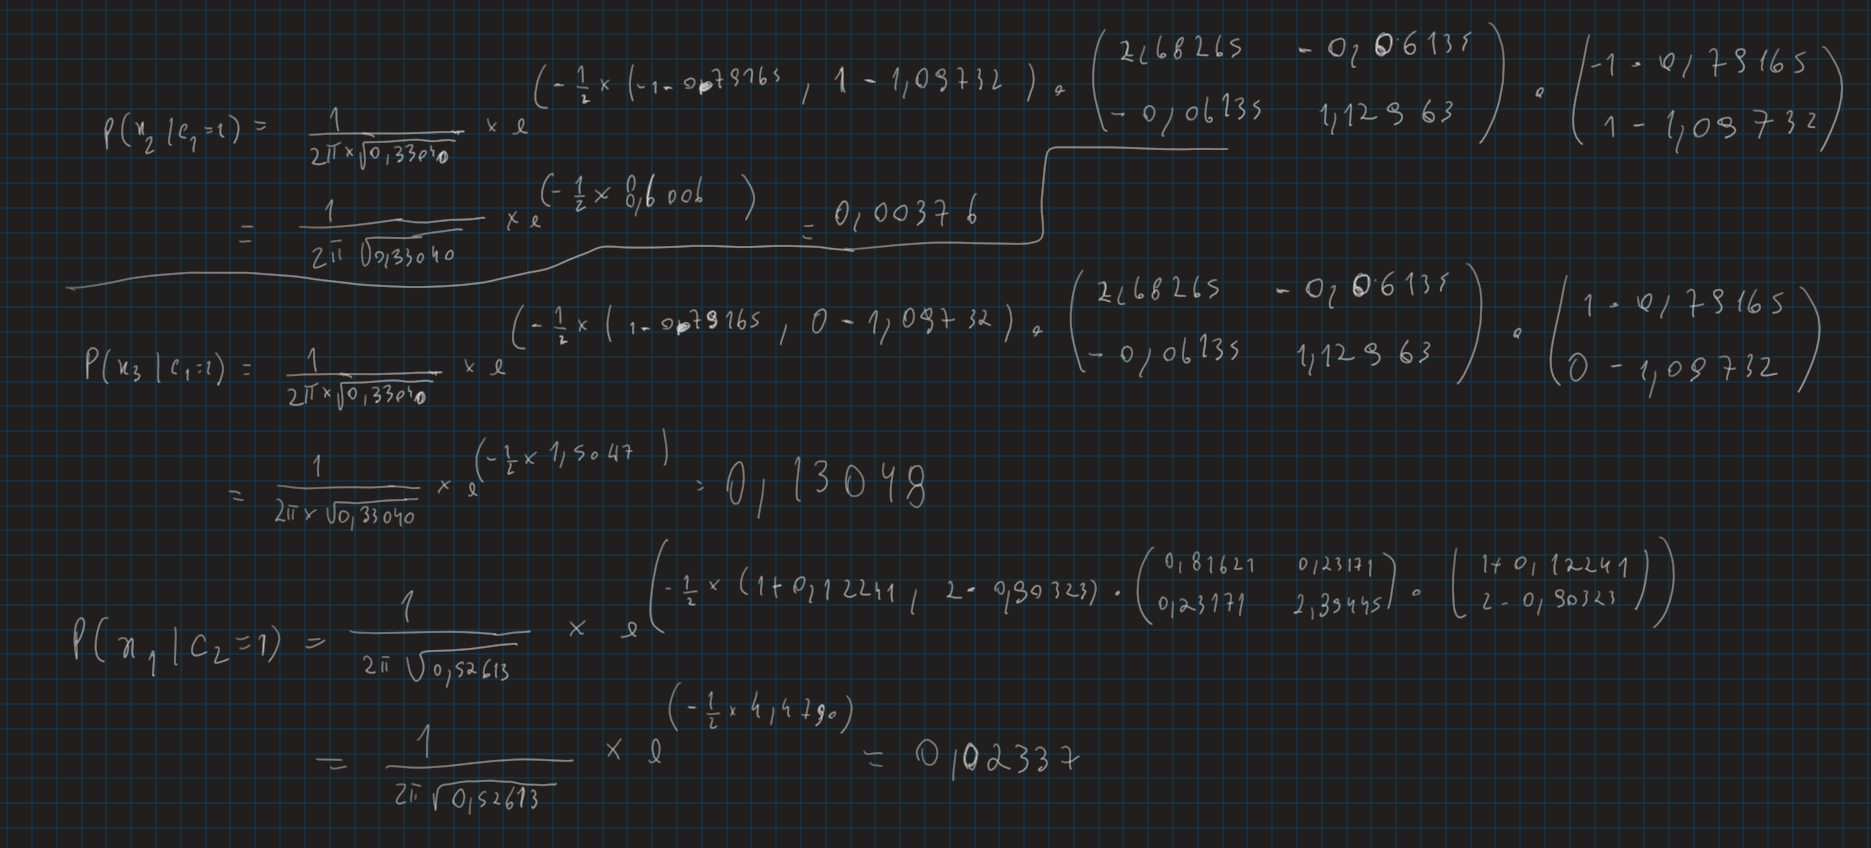 P(x₂ | c₁=1) = 1/(2π×√0,33040) × e^(-1/2 × (-1-0,79165 , 1-1,09732) · (2,68265 -0,06135 ; -0,06135 1,12963) · (-1-0,79165 ; 1-1,09732)
= 1/(2π √0,33040) × e^(-1/2 × 8,6006) = 0,00376
P(x₃ | c₁=1) = 1/(2π×√0,33040) × e^(-1/2 × (1-0,79165 , 0-1,09732) · (2,68265 -0,06135 ; -0,06135 1,12963) · (1-0,79165 ; 0-1,09732)
= 1/(2π×√0,33040) × e^(-1/2 × 1,5047) = 0,13048
P(x₁ | c₂=1) = 1/(2π √0,52613) × e^(-1/2 × (1+0,12241 , 2-0,90323) · (0,81621 0,23171 ; 0,23171 2,39445) · (1+0,12241 ; 2-0,90323))
= 1/(2π √0,52613) × e^(-1/2 × 4,4790) = 0,02337